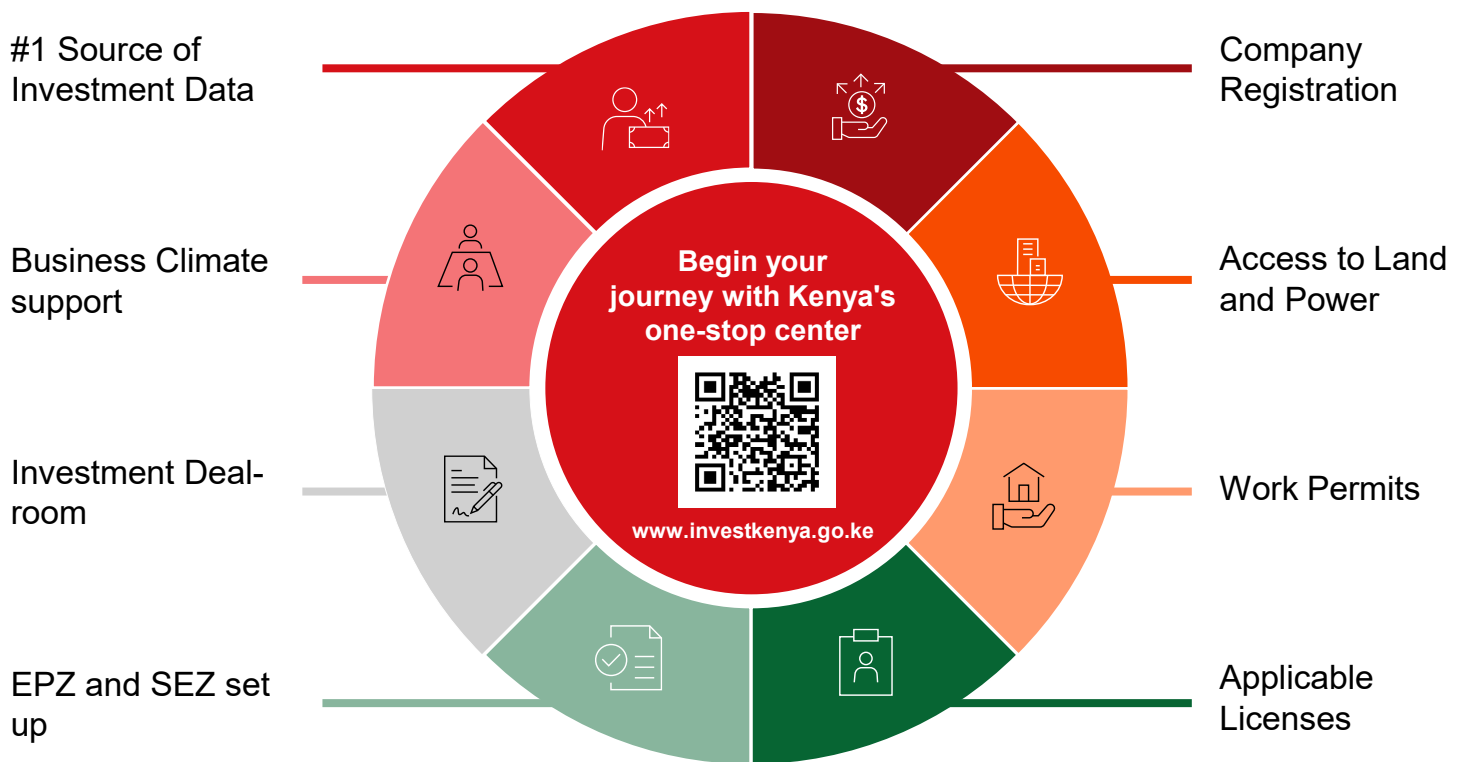 #1 Source of
Investment Data
Company
Registration
Business Climate
support
Access to Land
and Power
Begin your
journey with Kenya's
one-stop center
www.investkenya.go.ke
Investment Deal-
room
Work Permits
EPZ and SEZ set
up
Applicable
Licenses
$